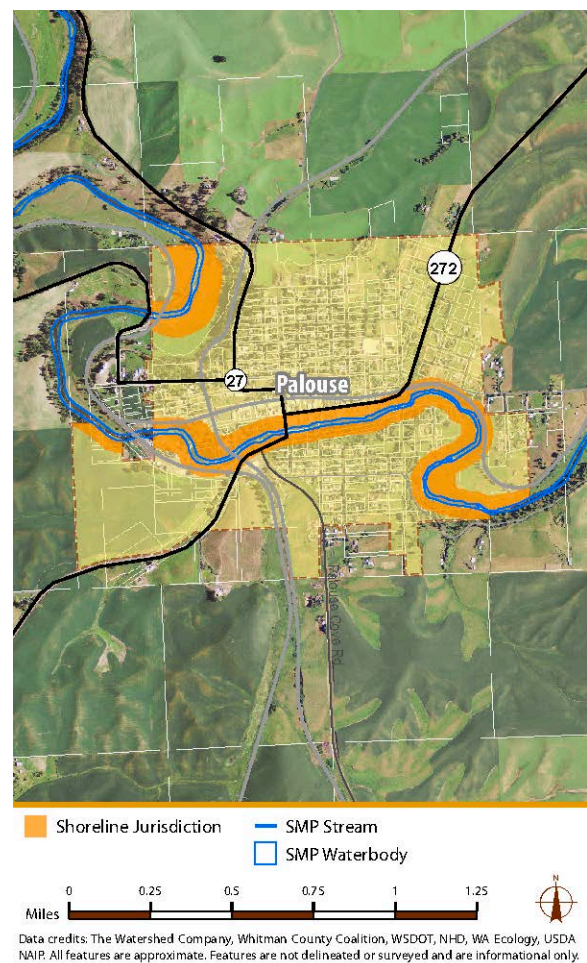 272
27
Palouse
Shoreline Jurisdiction
SMP Stream
SMP Waterbody
N
0 0.25 0.5 0.75 1 1.25
Miles
Data credits: The Watershed Company, Whitman County Coalition, WSDOT, NHD, WA Ecology, USDA
NAIP. All features are approximate. Features are not delineated or surveyed and are informational only.